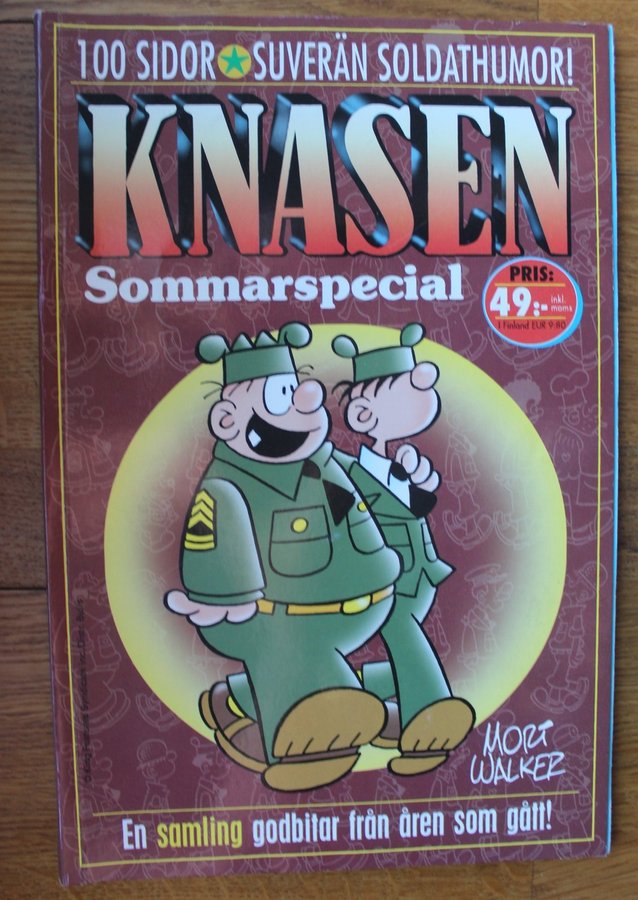 100 SIDOR SUVERÄN SOLDATHUMOR!
KNASEN
Sommarspecial
PRIS:
49:- inkl. moms
I Finland EUR 9:80
MORT
WALKER
En samling godbitar från åren som gått!